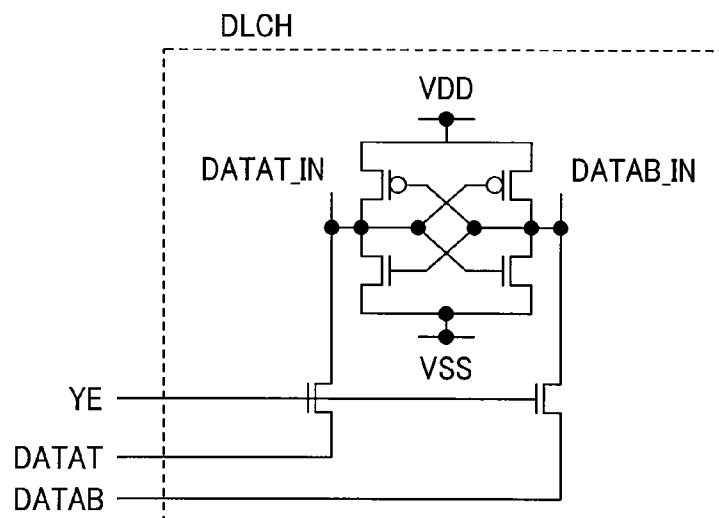 DLCH
VDD
DATAT_IN
DATAB_IN
VSS
YE
DATAT
DATAB